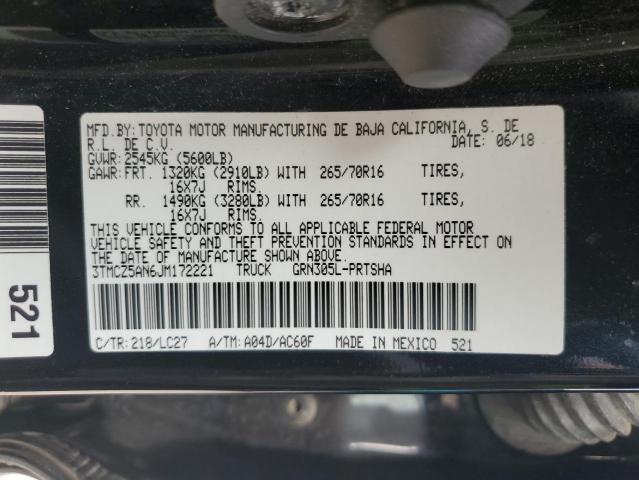 MFD.BY:TOYOTA MOTOR MANUFACTURING DE BAJA CALIFORNIA, S. DE
R.L. DE C.V. DATE: 06/18
GVWR:2545KG (5600LB)
GAWR:FRT. 1320KG (2910LB) WITH 265/70R16 TIRES,
16X7J RIMS.
RR. 1490KG (3280LB) WITH 265/70R16 TIRES,
16X7J RIMS.
THIS VEHICLE CONFORMS TO ALL APPLICABLE FEDERAL MOTOR
VEHICLE SAFETY AND THEFT PREVENTION STANDARDS IN EFFECT ON
THE DATE OF MANUFACTURE SHOWN ABOVE.
3TMCZ5AN6JM172221 TRUCK GRN305L-PRTSHA
C/TR:218/LC27 A/TM:A04D/AC60F MADE IN MEXICO 521
521